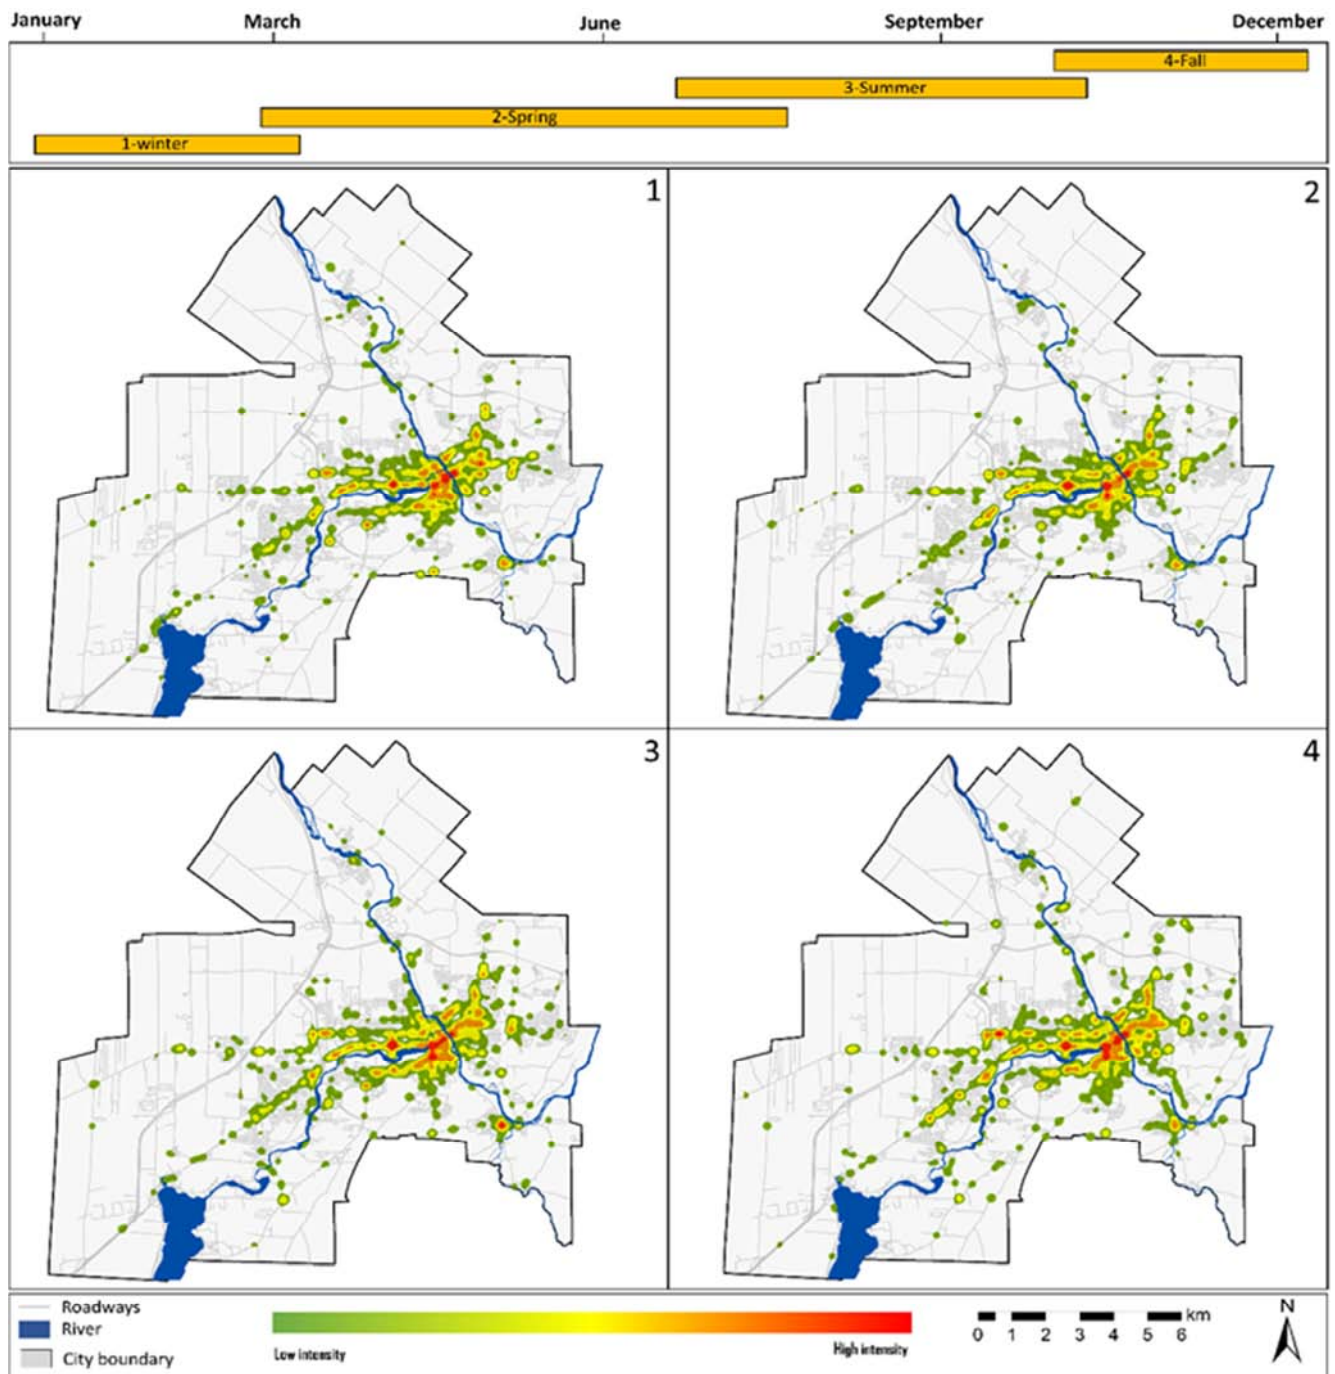 January March June September December
4-Fall
3-Summer
2-Spring
1-winter
1
2
3
4
Roadways
River
City boundary
Low intensity
High intensity
km
0 1 2 3 4 5 6
N